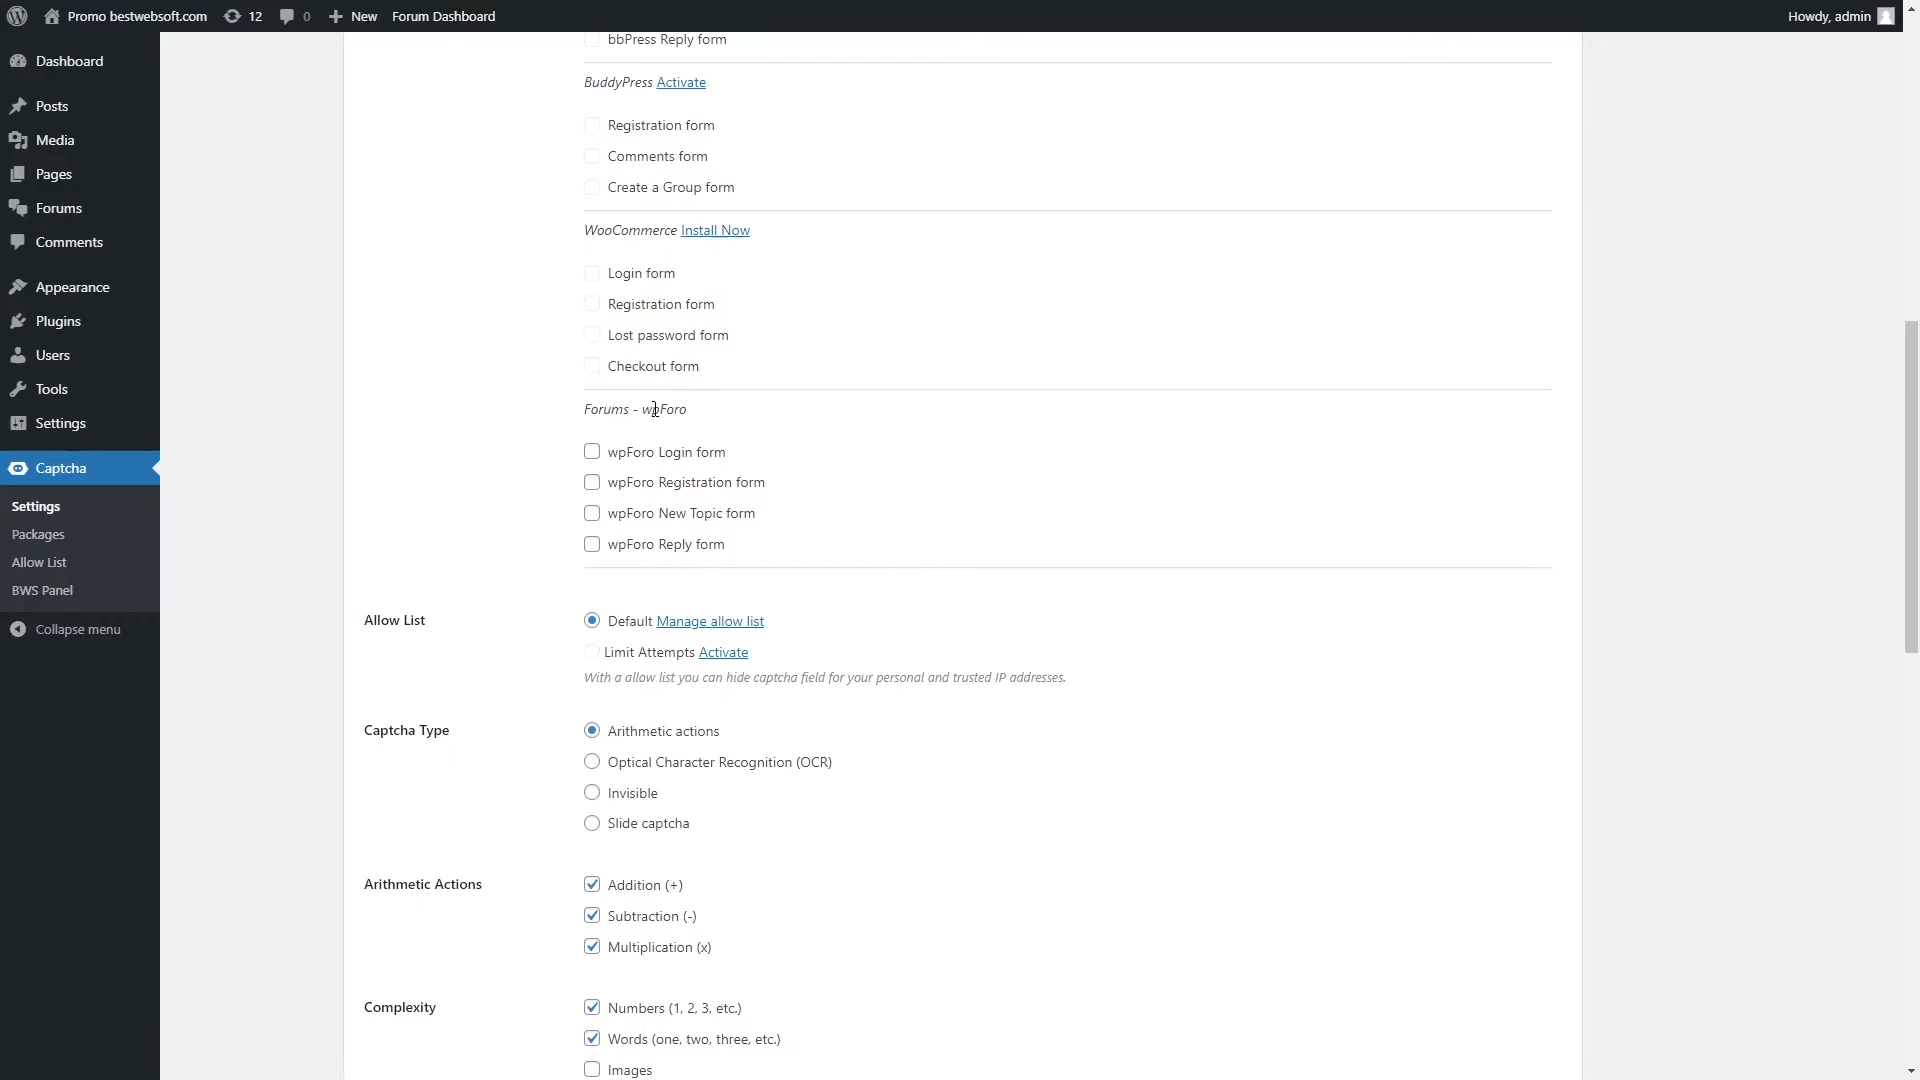 Promo bestwebsoft.com 12 0 New Forum Dashboard Howdy, admin
Dashboard
Posts
Media
Pages
Forums
Comments
Appearance
Plugins
Users
Tools
Settings
Captcha
Settings
Packages
Allow List
BWS Panel
Collapse menu
bbPress Reply form
BuddyPress Activate
Registration form
Comments form
Create a Group form
WooCommerce Install Now
Login form
Registration form
Lost password form
Checkout form
Forums - wpForo
wpForo Login form
wpForo Registration form
wpForo New Topic form
wpForo Reply form
Allow List
Default Manage allow list
Limit Attempts Activate
With a allow list you can hide captcha field for your personal and trusted IP addresses.
Captcha Type
Arithmetic actions
Optical Character Recognition (OCR)
Invisible
Slide captcha
Arithmetic Actions
Addition (+)
Subtraction (-)
Multiplication (x)
Complexity
Numbers (1, 2, 3, etc.)
Words (one, two, three, etc.)
Images